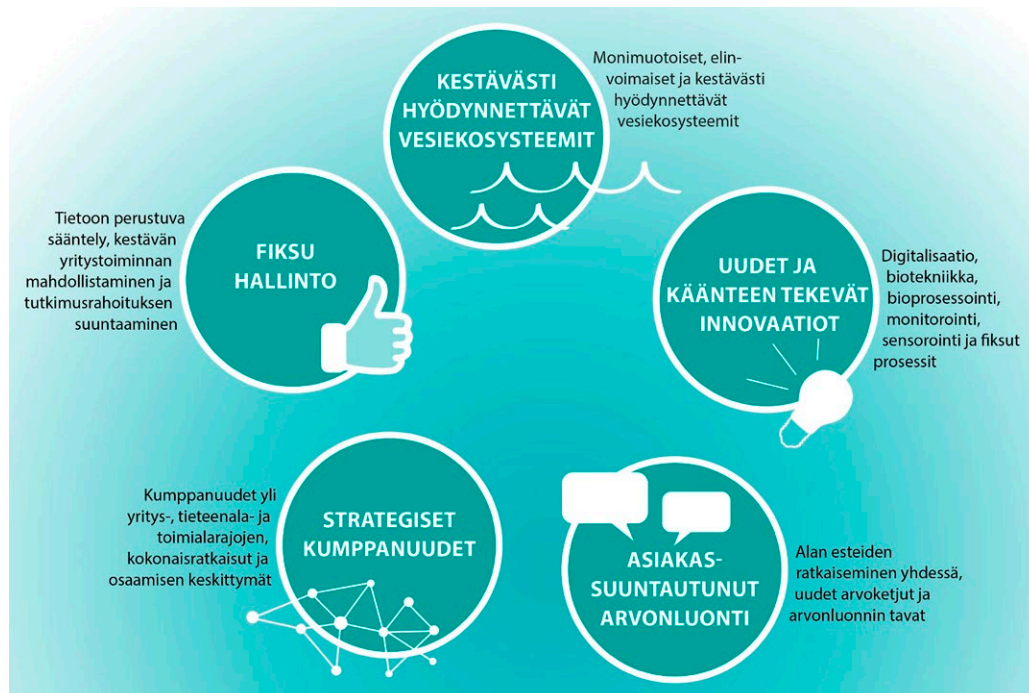 KESTÄVÄSTI
HYÖDYNNETTÄVÄT
VESIEKOSYSTEEMIT
Monimuotoiset, elin-
voimaiset ja kestävästi
hyödynnettävät
vesiekosysteemit
UUDET JA
KÄÄNTEEN TEKEVÄT
INNOVAATIOT
Digitalisaatio,
biotekniikka,
bioprosessointi,
monitorointi,
sensorointi ja fiksut
prosessit
ASIAKAS-
SUUNTAUTUNUT
ARVONLUONTI
Alan esteiden
ratkaiseminen yhdessä,
uudet arvoketjut ja
arvonluonnin tavat
STRATEGISET
KUMPPANUUDET
Kumppanuudet yli
yritys-, tieteenala- ja
toimialarajojen,
kokonaisratkaisut ja
osaamisen keskittymät
FIKSU
HALLINTO
Tietoon perustuva
sääntely, kestävän
yritystoiminnan
mahdollistaminen ja
tutkimusrahoituksen
suuntaaminen